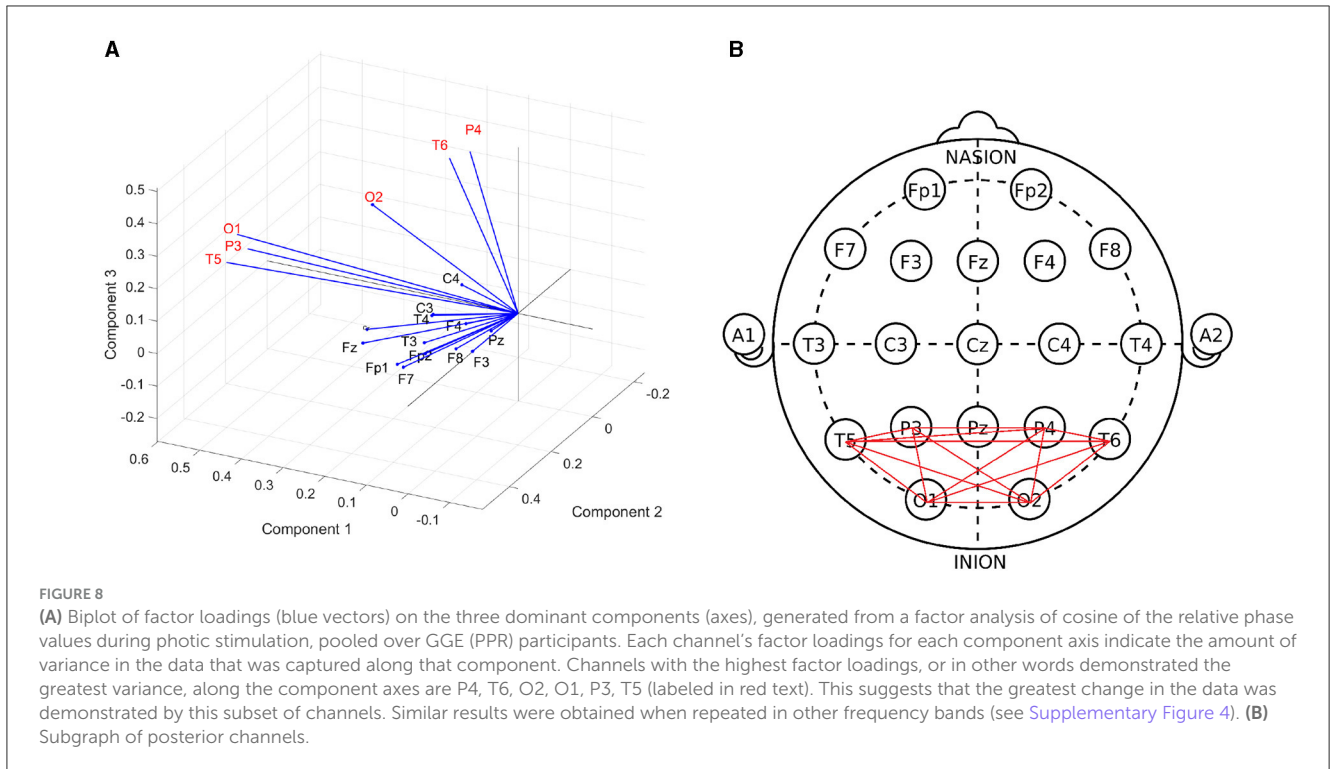 A
B
P4
T6
O2
O1
P3
T5
C4
C3
T4
F4
Fz
T3
Pz
Fp2
F8
F3
Fp1
F7
0.5
0.4
0.3
0.2
0.1
0
-0.1
-0.2
Component 3
0.6
0.5
0.4
0.3
0.2
0.1
0
-0.1
Component 1
-0.2
0
0.2
0.4
Component 2
NASION
Fp1 Fp2
F7 F3 Fz F4 F8
A1 T3 C3 Cz C4 T4 A2
T5 P3 Pz P4 T6
O1 O2
INION
FIGURE 8
(A) Biplot of factor loadings (blue vectors) on the three dominant components (axes), generated from a factor analysis of cosine of the relative phase
values during photic stimulation, pooled over GGE (PPR) participants. Each channel's factor loadings for each component axis indicate the amount of
variance in the data that was captured along that component. Channels with the highest factor loadings, or in other words demonstrated the
greatest variance, along the component axes are P4, T6, O2, O1, P3, T5 (labeled in red text). This suggests that the greatest change in the data was
demonstrated by this subset of channels. Similar results were obtained when repeated in other frequency bands (see Supplementary Figure 4). (B)
Subgraph of posterior channels.